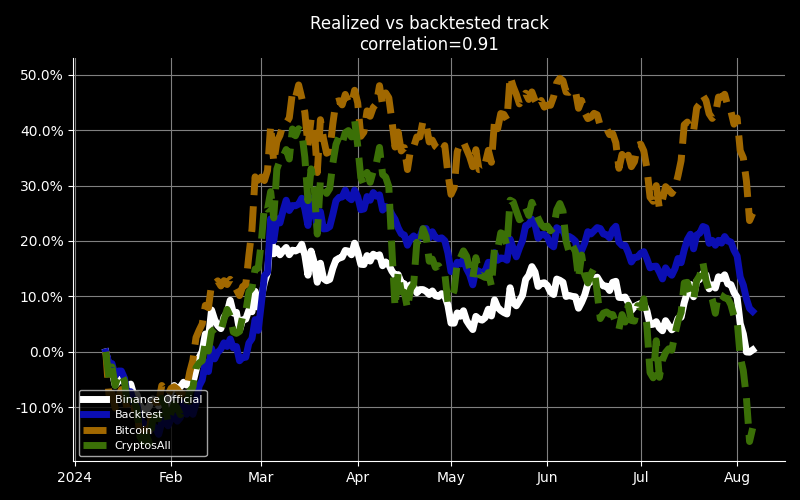 Realized vs backtested track
correlation=0.91
50.0%
40.0%
30.0%
20.0%
10.0%
0.0%
-10.0%
Binance Official
Backtest
Bitcoin
CryptosAll
2024 Feb Mar Apr May Jun Jul Aug